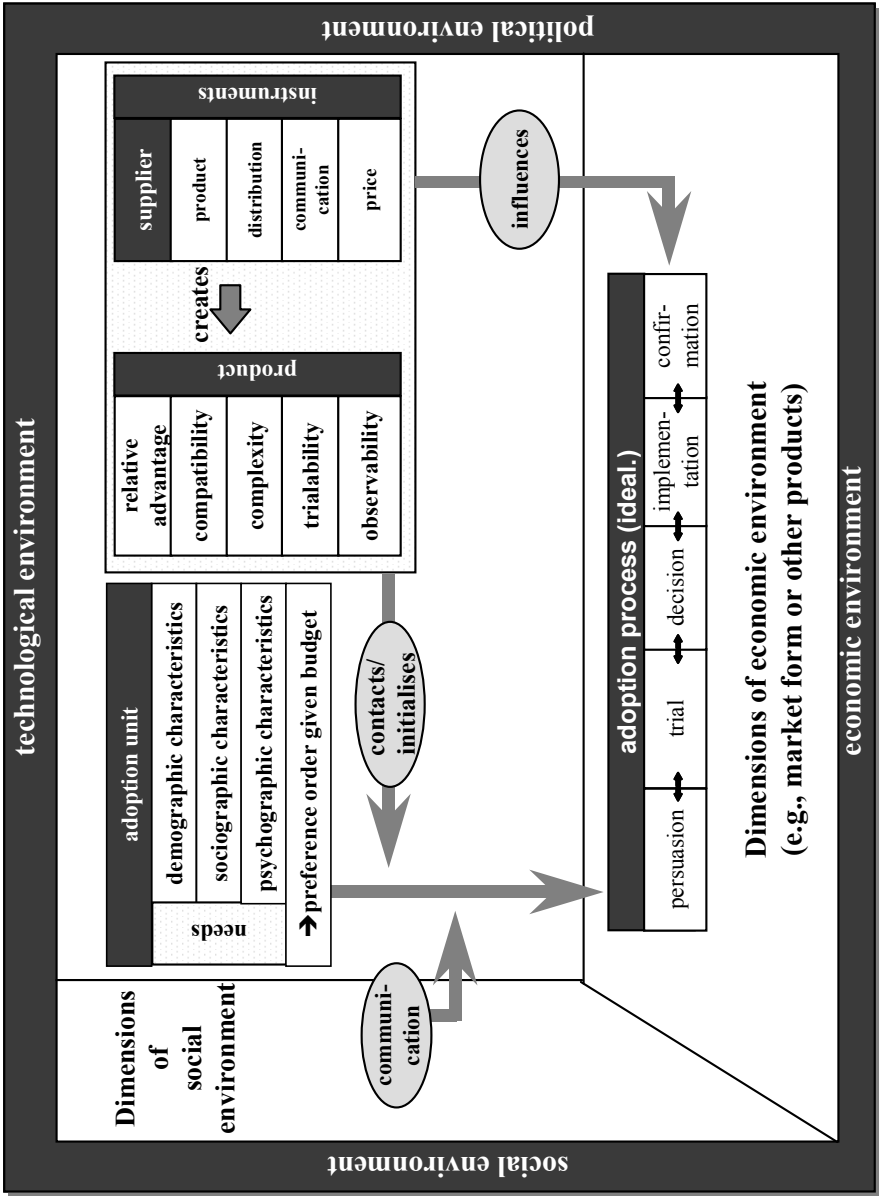 technological environment
social environment
political environment
economic environment
Dimensions
of
social
environment
adoption unit
needs
demographic characteristics
sociographic characteristics
psychographic characteristics
➔preference order given budget
product
relative
advantage
compatibility
complexity
trialability
observability
creates
instruments
supplier
product
distribution
communi-
cation
price
communi-
cation
contacts/
initialises
influences
adoption process (ideal.)
persuasion
trial
decision
implemen-
tation
confir-
mation
Dimensions of economic environment
(e.g., market form or other products)